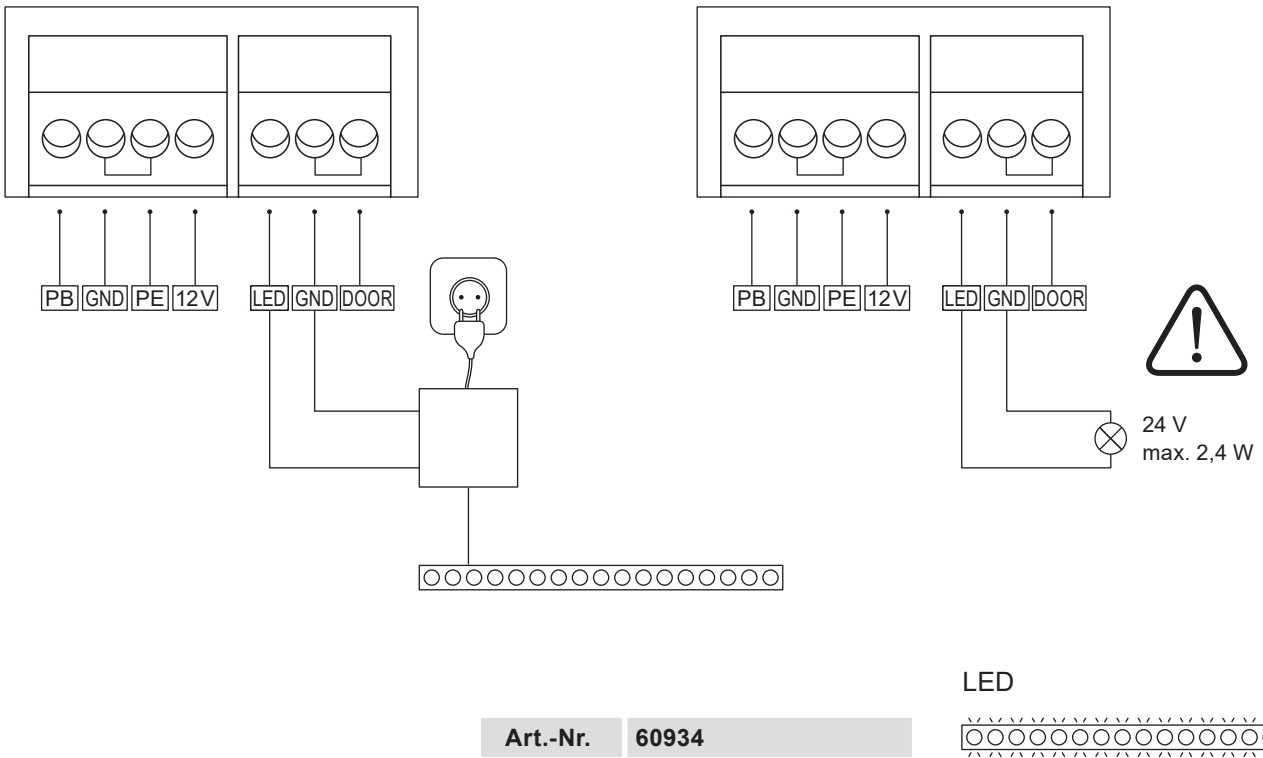 PB GND PE 12V LED GND DOOR
PB GND PE 12V LED GND DOOR
24 V
max. 2,4 W
LED
Art.-Nr. 60934